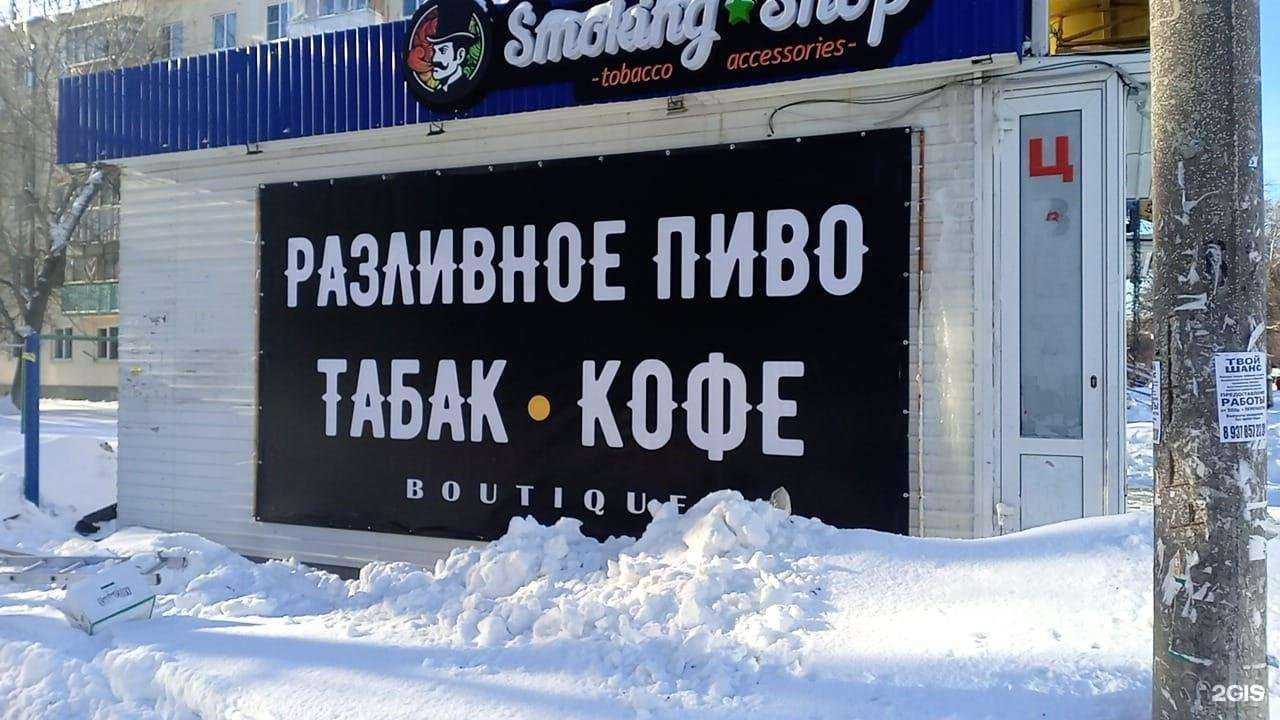 Smoking Shop
-tobacco accessories-
РАЗЛИВНОЕ ПИВО
ТАБАК • КОФЕ
BOUTIQUE
Ц
ТВОЙ
ШАНС
РАБОТЫ
2GIS